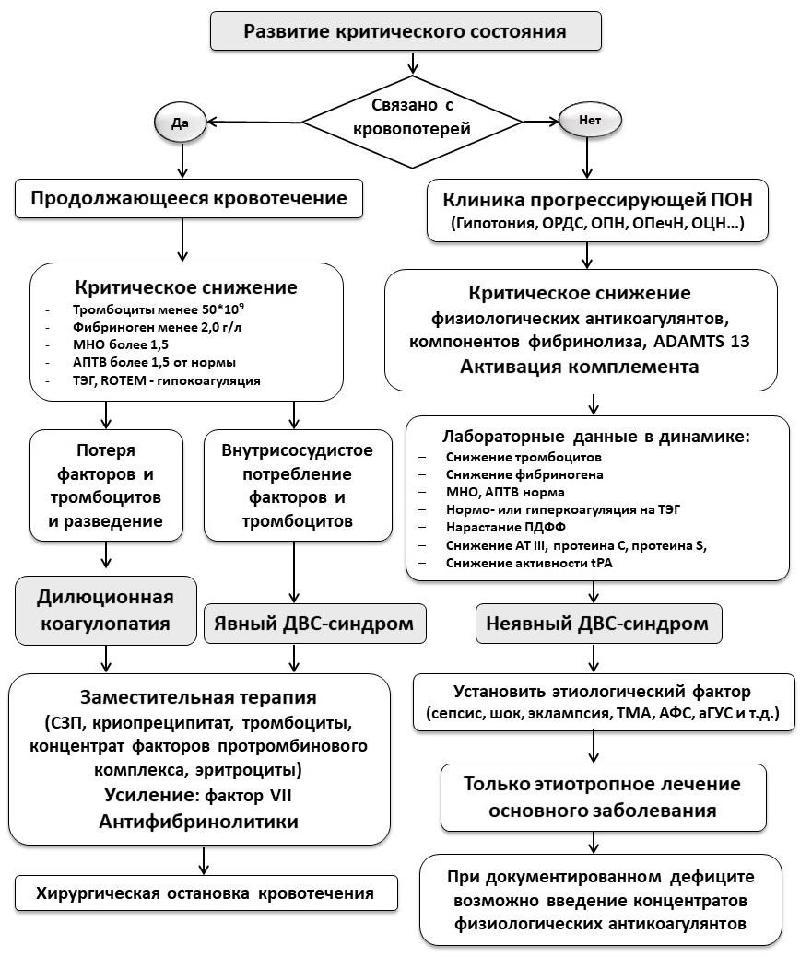 Развитие критического состояния
Связано с
кровопотерей
Да
Нет
Продолжающееся кровотечение
Клиника прогрессирующей ПОН
(Гипотония, ОРДС, ОПН, ОПечН, ОЦН...)
Критическое снижение
- Тромбоциты менее 50*10⁹
- Фибриноген менее 2,0 г/л
- МНО более 1,5
- АПТВ более 1,5 от нормы
- ТЭГ, ROTEM - гипокоагуляция
Критическое снижение
физиологических антикоагулянтов,
компонентов фибринолиза, ADAMTS 13
Активация комплемента
Потеря
факторов и
тромбоцитов
и разведение
Внутрисосудистое
потребление
факторов и
тромбоцитов
Лабораторные данные в динамике:
– Снижение тромбоцитов
– Снижение фибриногена
– МНО, АПТВ норма
– Нормо- или гиперкоагуляция на ТЭГ
– Нарастание ПДФФ
– Снижение АТ III, протеина С, протеина S,
– Снижение активности tPA
Дилюционная
коагулопатия
Явный ДВС-синдром
Неявный ДВС-синдром
Заместительная терапия
(СЗП, криопреципитат, тромбоциты,
концентрат факторов протромбинового
комплекса, эритроциты)
Усиление: фактор VII
Антифибринолитики
Установить этиологический фактор
(сепсис, шок, эклампсия, ТМА, АФС, аГУС и т.д.)
Только этиотропное лечение
основного заболевания
Хирургическая остановка кровотечения
При документированном дефиците
возможно введение концентратов
физиологических антикоагулянтов